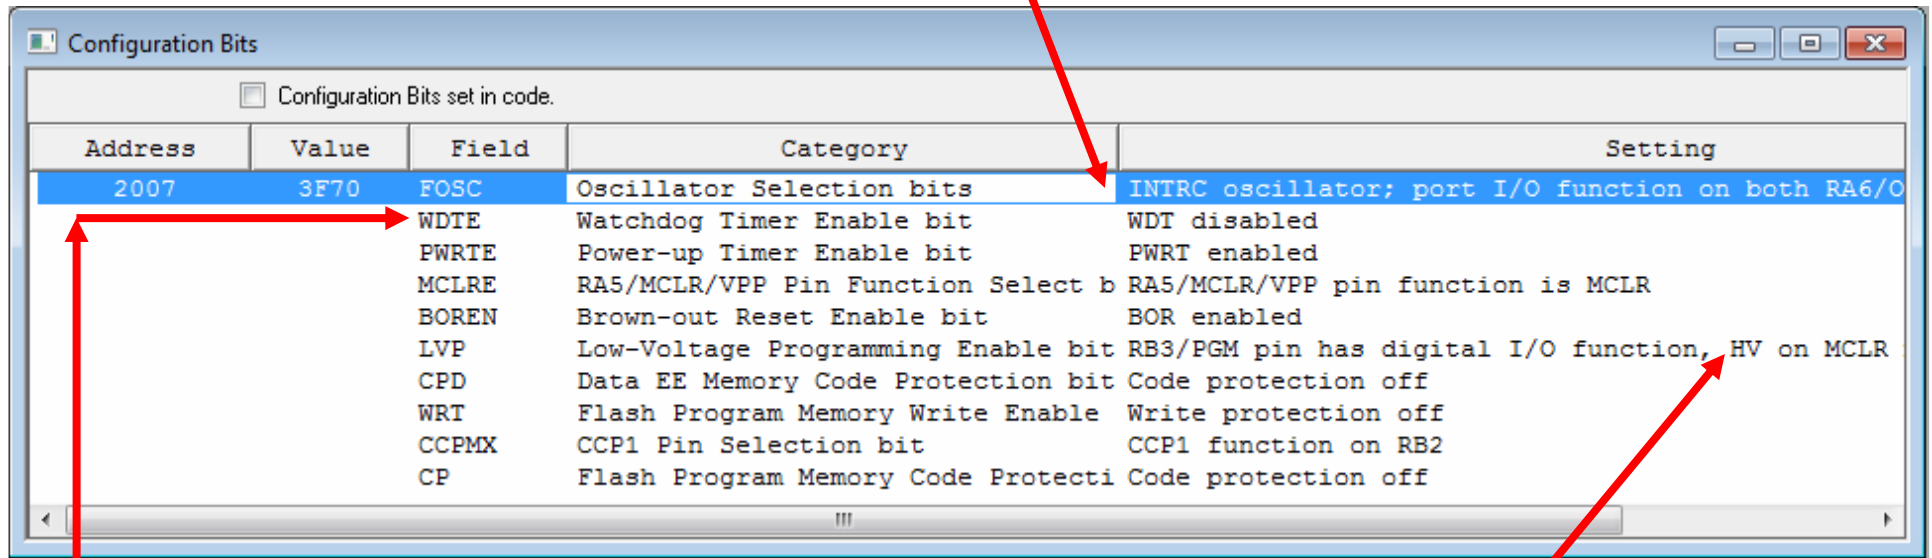 Configuration Bits
Configuration Bits set in code.
Address Value Field Category Setting
2007 3F70 FOSC Oscillator Selection bits INTRC oscillator; port I/O function on both RA6/O
WDTE Watchdog Timer Enable bit WDT disabled
PWRTE Power-up Timer Enable bit PWRT enabled
MCLRE RA5/MCLR/VPP Pin Function Select b RA5/MCLR/VPP pin function is MCLR
BOREN Brown-out Reset Enable bit BOR enabled
LVP Low-Voltage Programming Enable bit RB3/PGM pin has digital I/O function, HV on MCLR
CPD Data EE Memory Code Protection bit Code protection off
WRT Flash Program Memory Write Enable Write protection off
CCPMX CCP1 Pin Selection bit CCP1 function on RB2
CP Flash Program Memory Code Protecti Code protection off